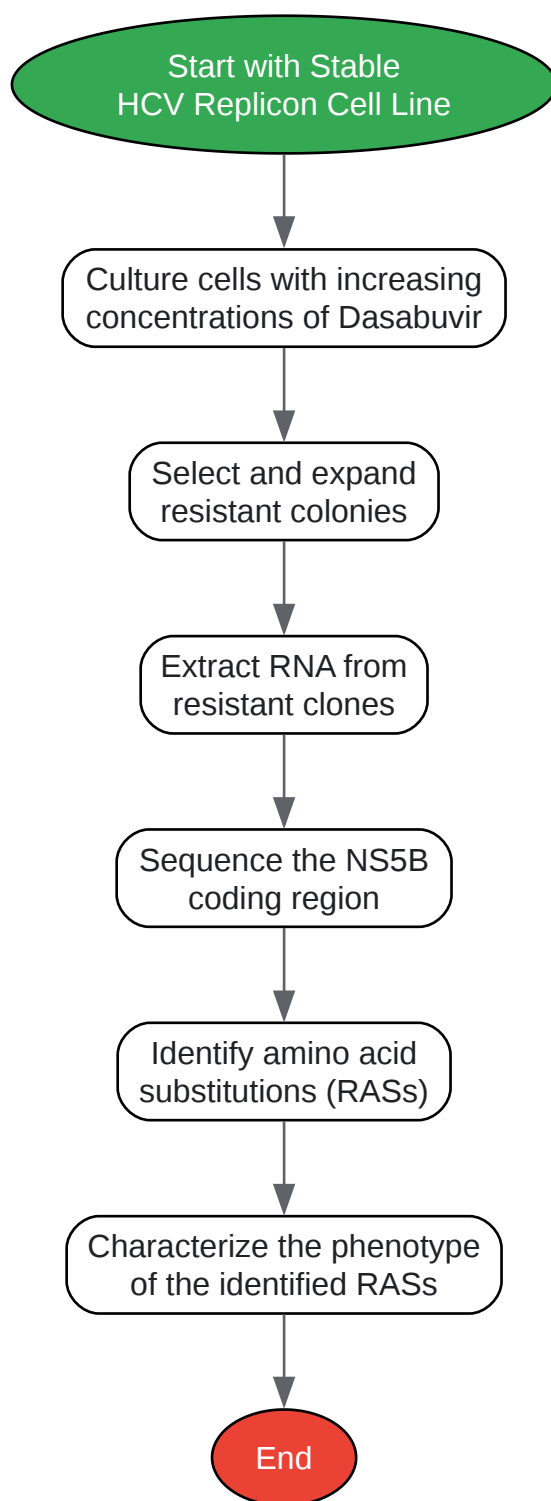 Start with Stable
HCV Replicon Cell Line
Culture cells with increasing
concentrations of Dasabuvir
Select and expand
resistant colonies
Extract RNA from
resistant clones
Sequence the NS5B
coding region
Identify amino acid
substitutions (RASs)
Characterize the phenotype
of the identified RASs
End